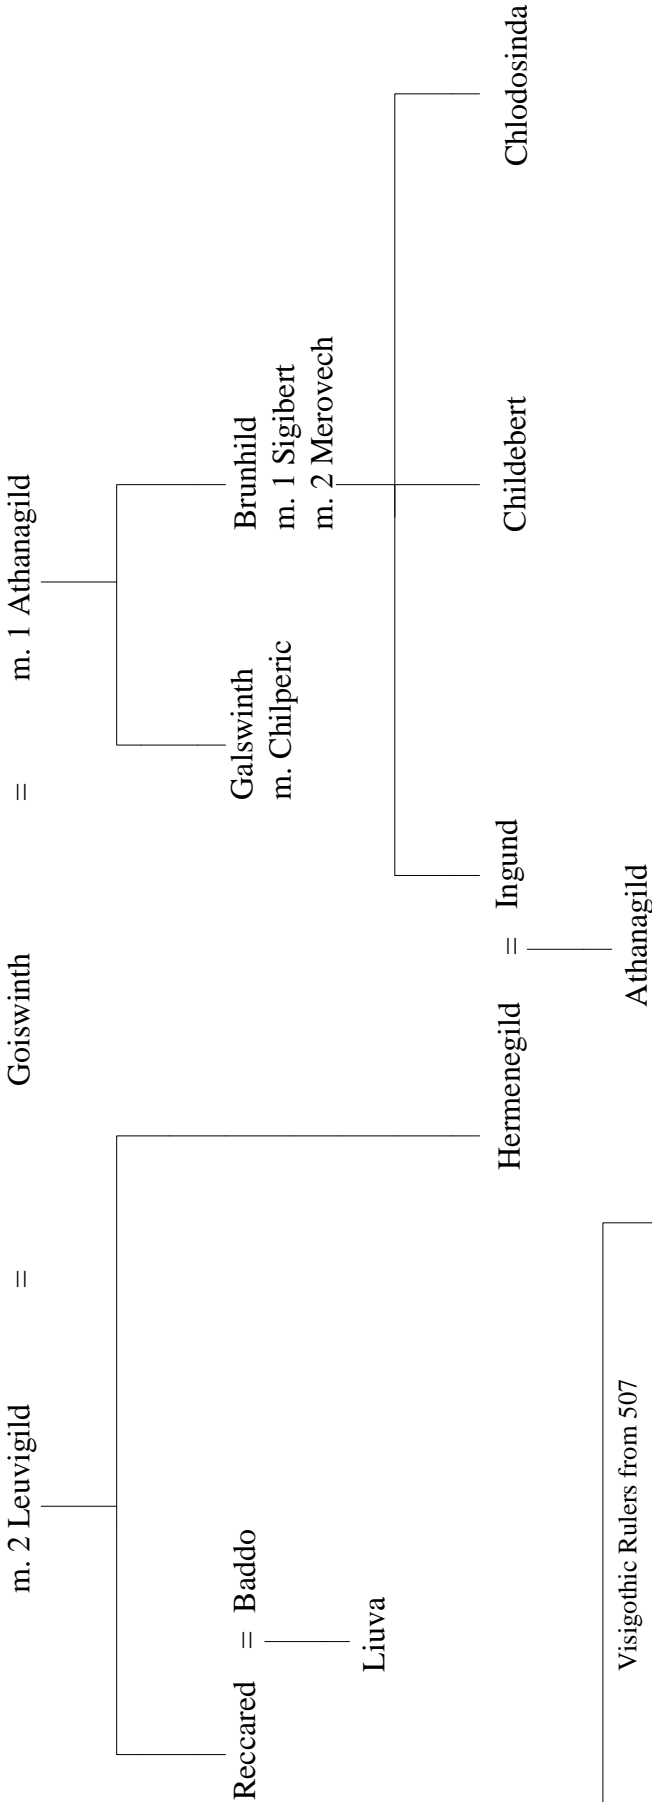 m. 2 Leuvigild = Goiswinth = m. 1 Athanagild
Reccared = Baddo
Galswinth
m. Chilperic
Brunhild
m. 1 Sigibert
m. 2 Merovech
Liuva
Hermenegild = Ingund
Childebert
Chlodosinda
Athanagild
Visigothic Rulers from 507